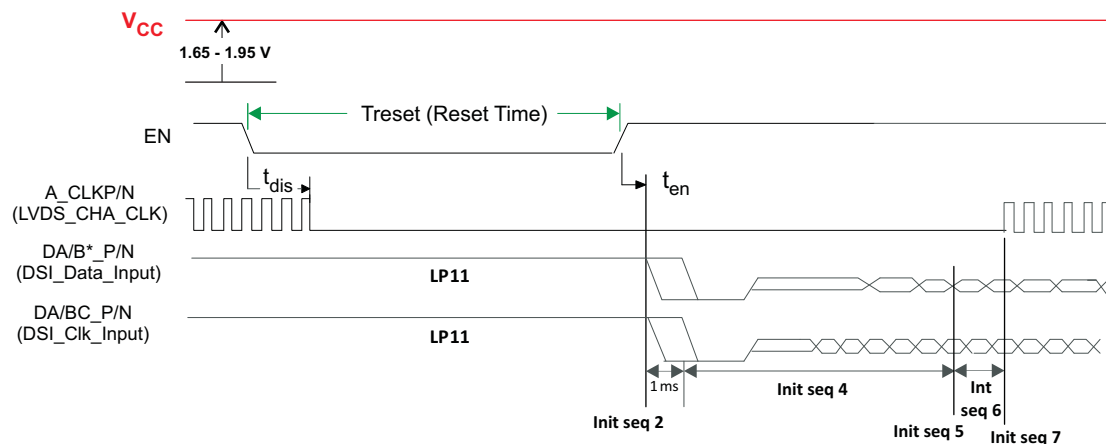 VCC
1.65 - 1.95 V
Treset (Reset Time)
EN
tdis
ten
A_CLKP/N
(LVDS_CHA_CLK)
DA/B*_P/N
(DSI_Data_Input)
LP11
DA/BC_P/N
(DSI_Clk_Input)
LP11
1 ms
Init seq 4
Int
seq 6
Init seq 2
Init seq 5
Init seq 7